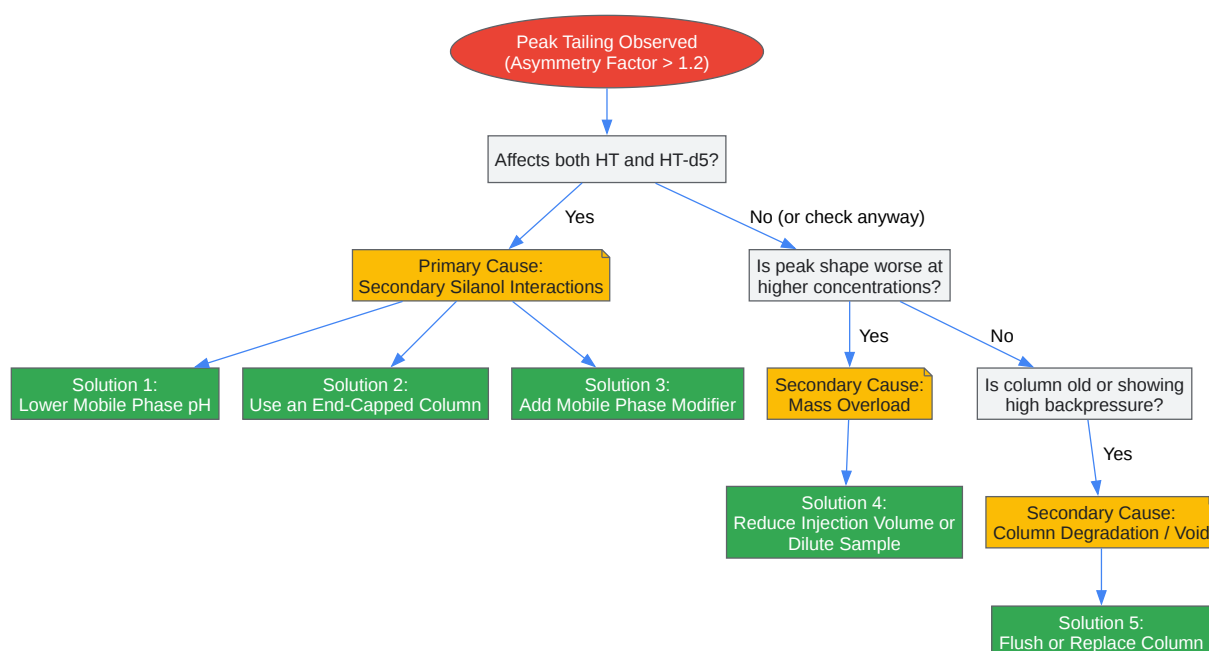 Peak Tailing Observed
(Asymmetry Factor > 1.2)
Affects both HT and HT-d5?
Yes
No (or check anyway)
Primary Cause:
Secondary Silanol Interactions
Is peak shape worse at
higher concentrations?
Yes
No
Solution 1:
Lower Mobile Phase pH
Solution 2:
Use an End-Capped Column
Solution 3:
Add Mobile Phase Modifier
Secondary Cause:
Mass Overload
Is column old or showing
high backpressure?
Yes
Solution 4:
Reduce Injection Volume or
Dilute Sample
Secondary Cause:
Column Degradation / Void
Solution 5:
Flush or Replace Column